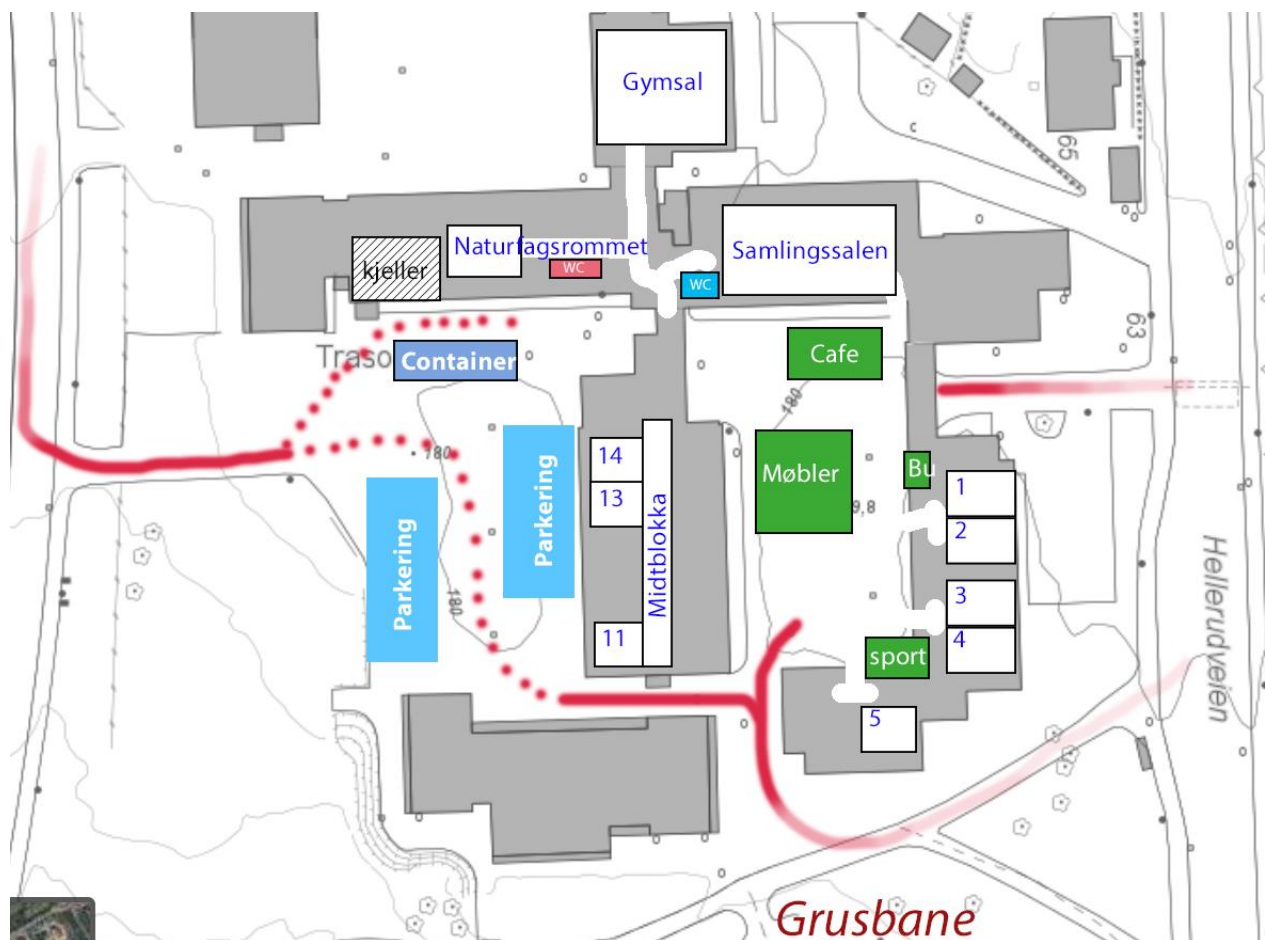 Gymsal
c
65
Naturfagsrommet
Samlingssalen
kjeller
WC
WC
63
Traso
Container
Cafe
180
180
14
13
Parkering
Midtblokka
Møbler
9,8
Bu
1
2
Parkering
180
3
4
11
sport
5
Hellerudveien
Grusbane